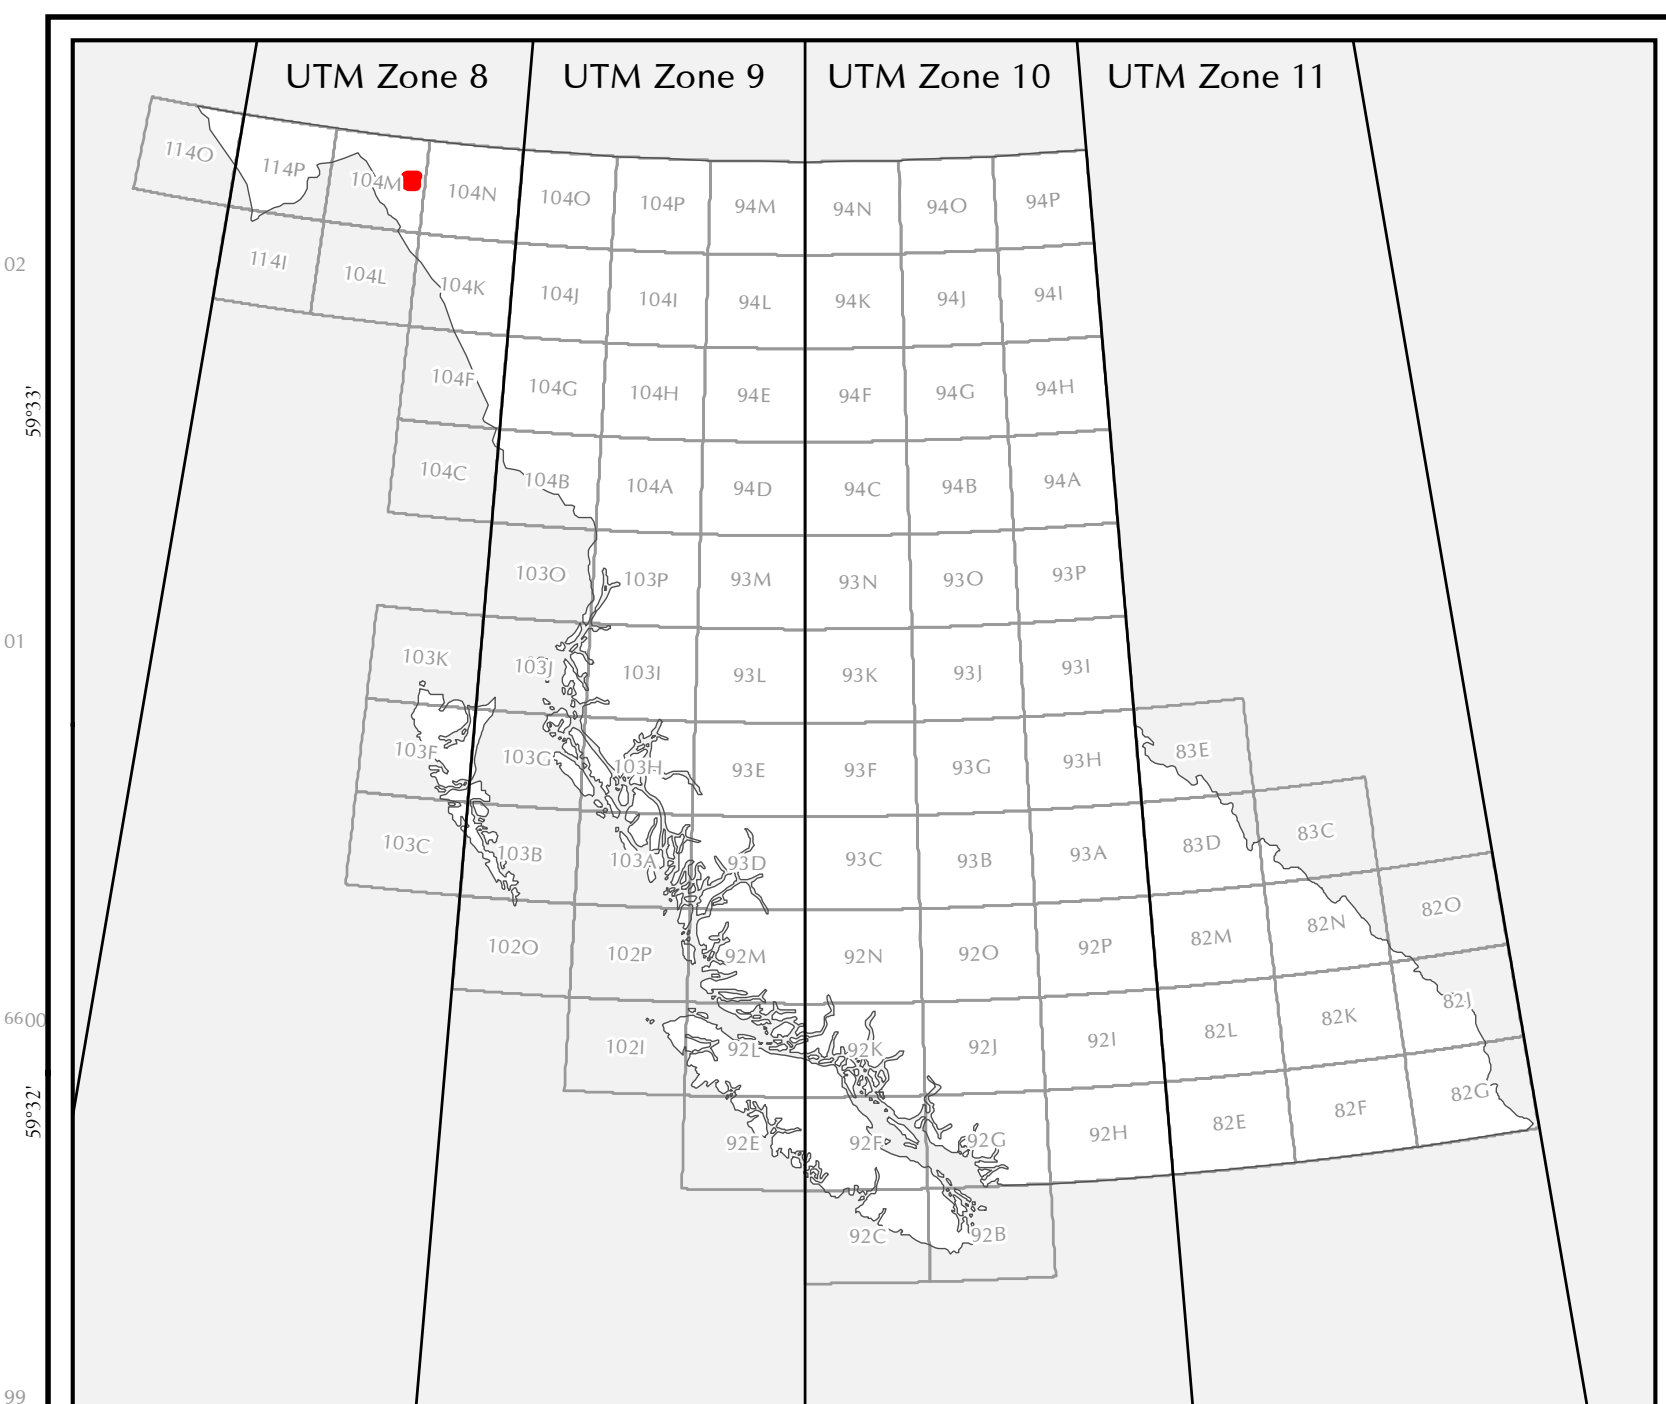 UTM Zone 8 UTM Zone 9 UTM Zone 10 UTM Zone 11
114O 114P 104M 104N 104O 104P 94M 94N 94O 94P
02
114I 104L 104K 104J 104I 94L 94K 94J 94I
59°33'
104F 104G 104H 94E 94F 94G 94H
104C 104B 104A 94D 94C 94B 94A
103O 103P 93M 93N 93O 93P
01
103K 103J 103I 93L 93K 93J 93I
103F 103G 103H 93E 93F 93G 93H 83E
103C 103B 103A 93D 93C 93B 93A 83D 83C
102O 102P 92M 92N 92O 92P 82M 82N 82O
6600
102I 92L 92K 92J 92I 82L 82K 82J
59°32'
92E 92F 92G 92H 82E 82F 82G
92C 92B
99